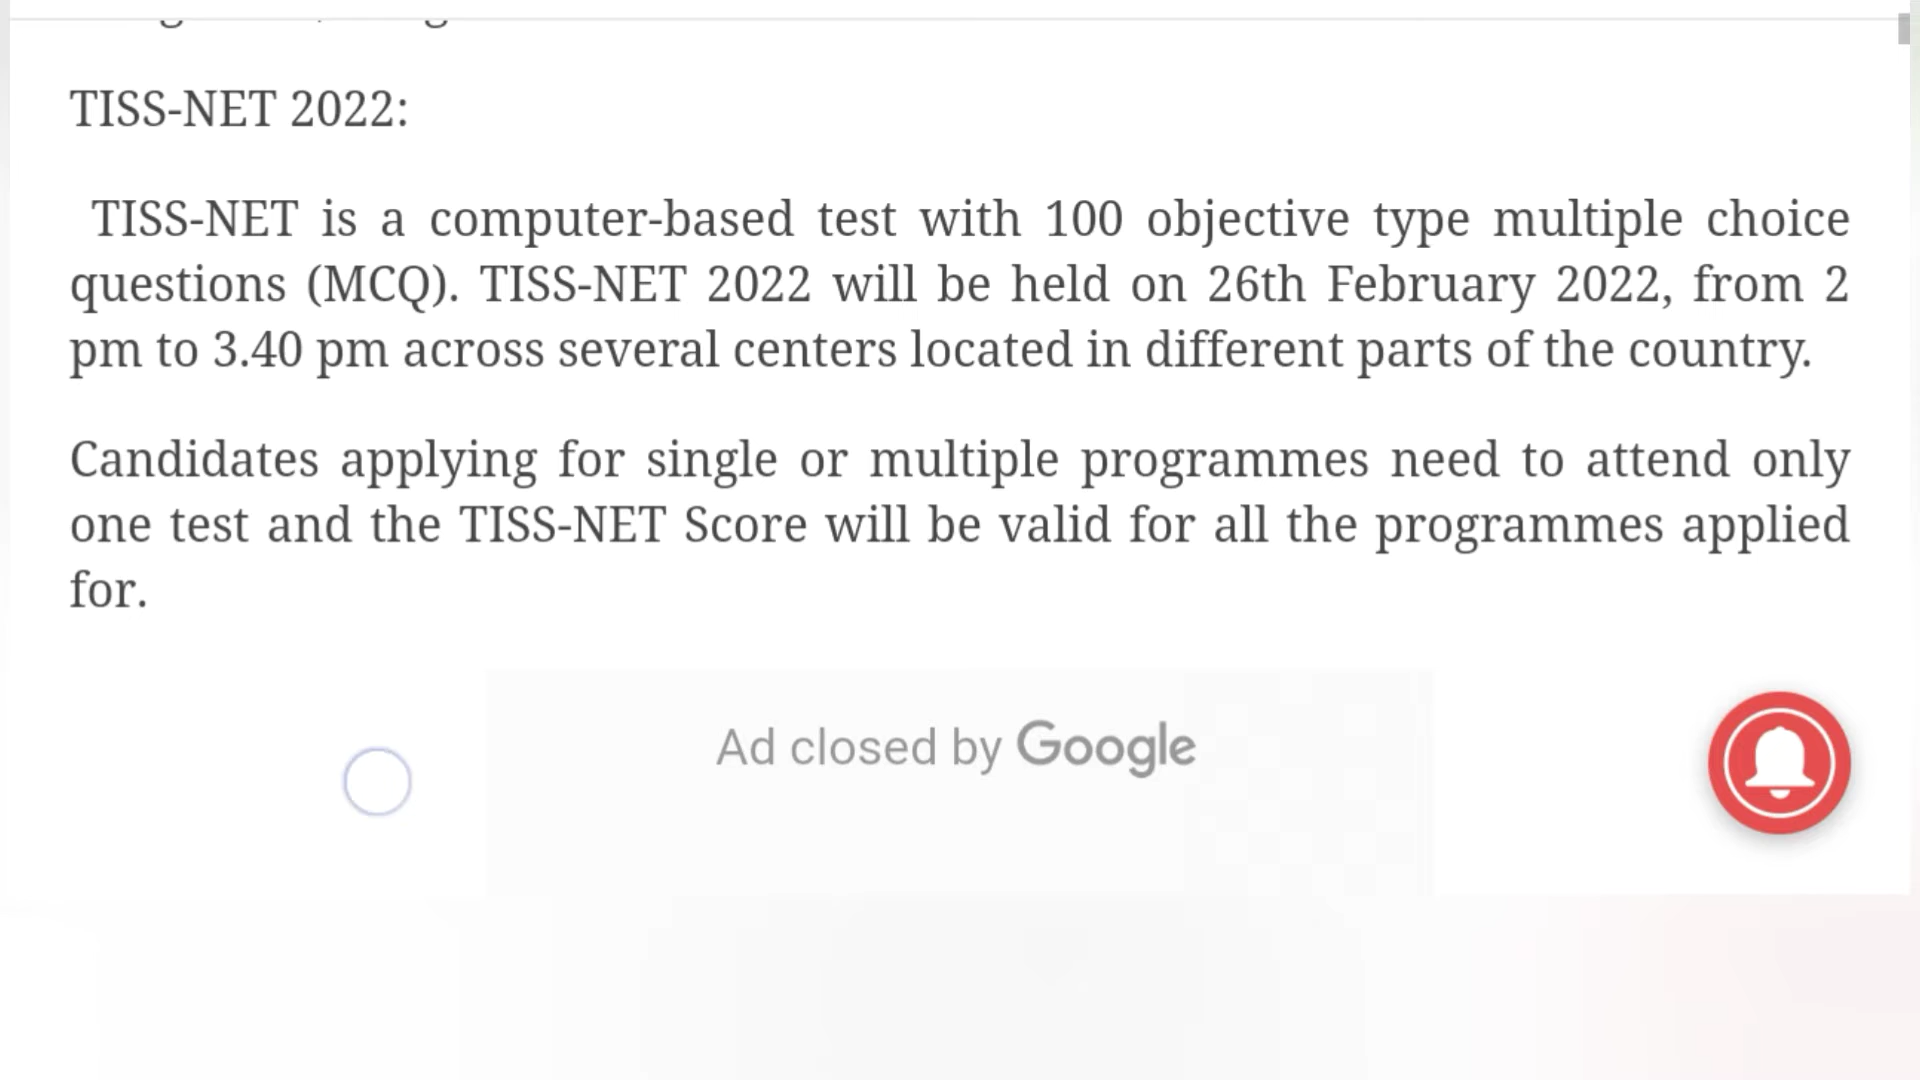 TISS-NET 2022:
TISS-NET is a computer-based test with 100 objective type multiple choice
questions (MCQ). TISS-NET 2022 will be held on 26th February 2022, from 2
pm to 3.40 pm across several centers located in different parts of the country.
Candidates applying for single or multiple programmes need to attend only
one test and the TISS-NET Score will be valid for all the programmes applied
for.
Ad closed by Google